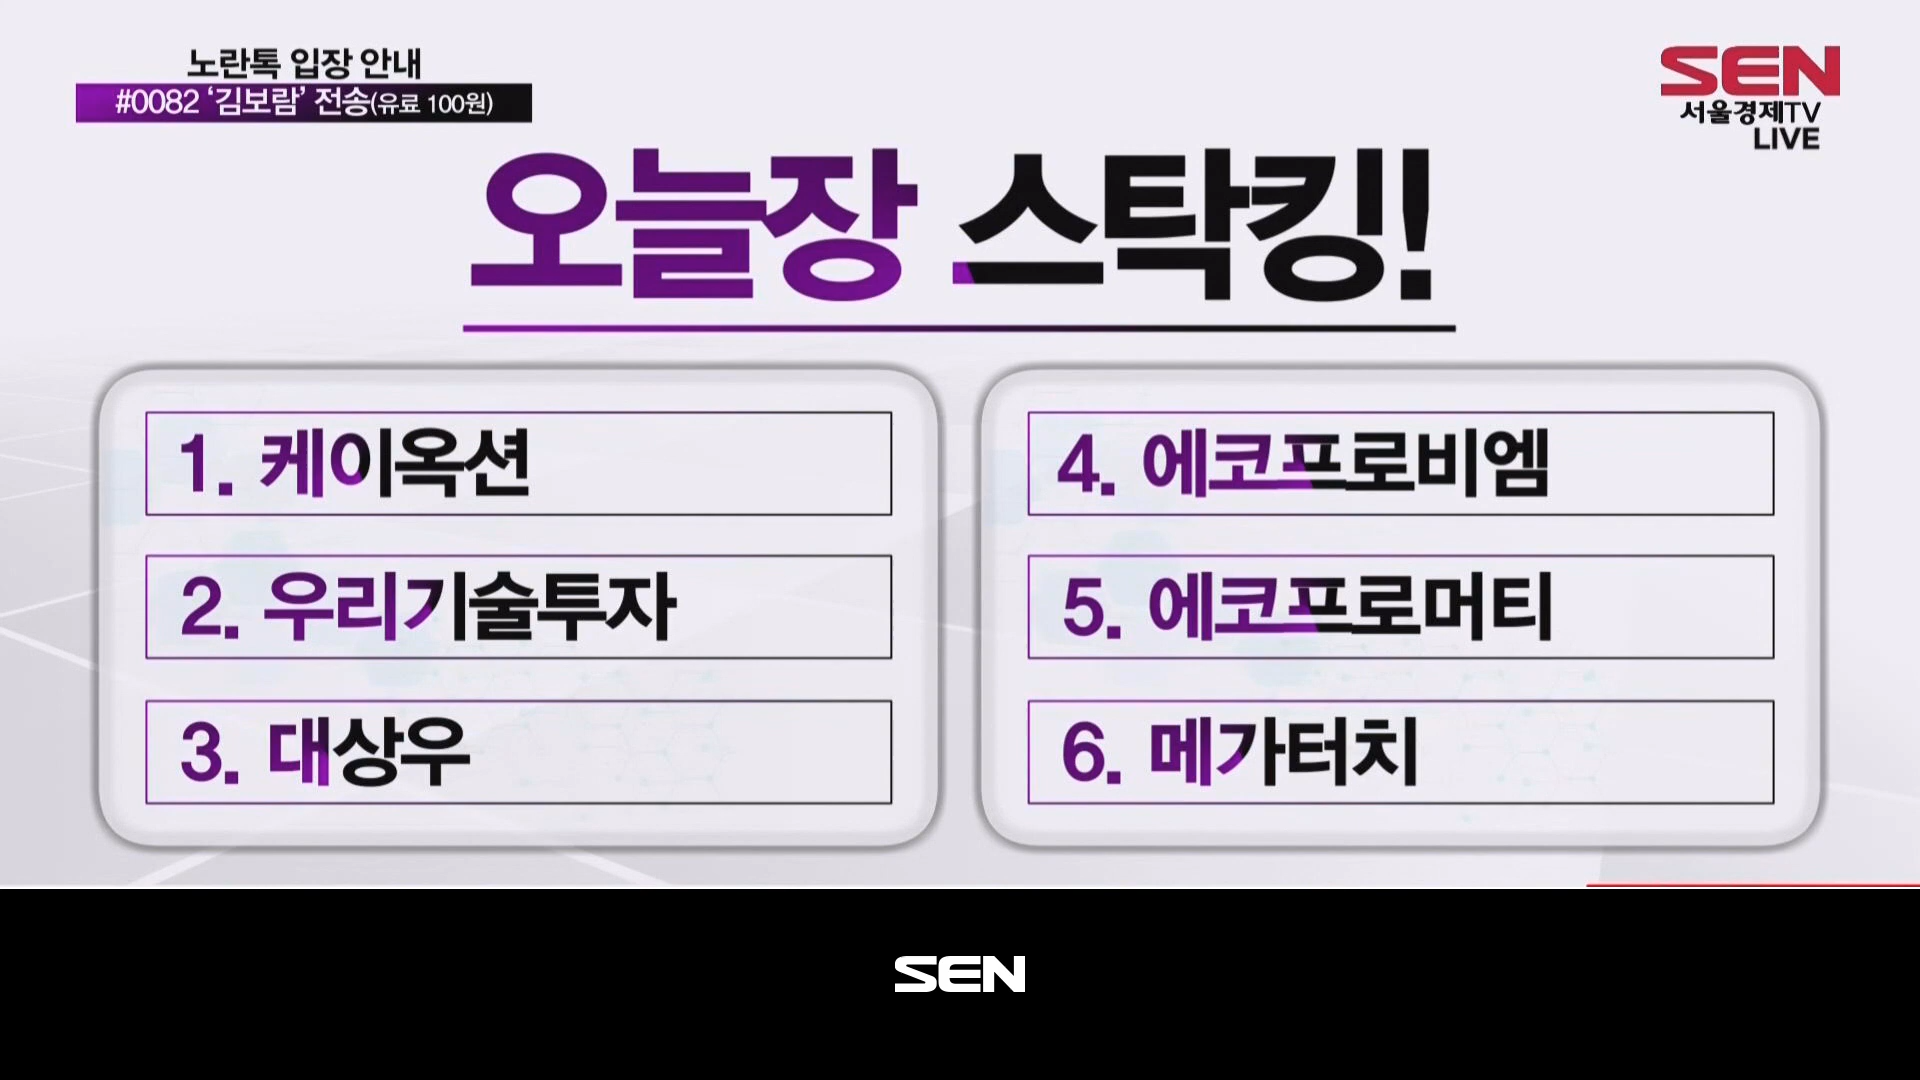 노란톡 입장 안내
#0082 ‘김보람’ 전송(유료 100원)
SEN
서울경제TV
LIVE
오늘장 스탁킹!
1. 케이옥션
2. 우리기술투자
3. 대상우
4. 에코프로비엠
5. 에코프로머티
6. 메가터치
SEN